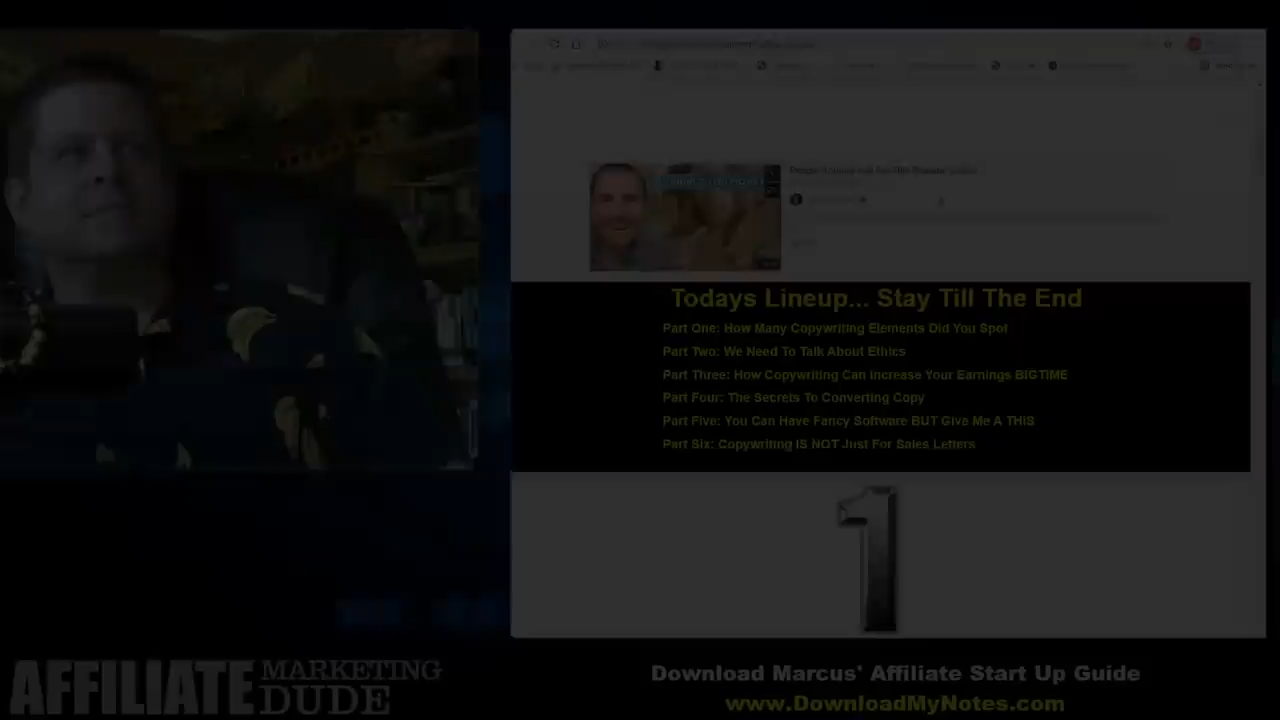 Todays Lineup... Stay Till The End
Part One: How Many Copywriting Elements Did You Spot
Part Two: We Need To Talk About Ethics
Part Three: How Copywriting Can Increase Your Earnings BIGTIME
Part Four: The Secrets To Converting Copy
Part Five: You Can Have Fancy Software BUT Give Me A THIS
Part Six: Copywriting IS NOT Just For Sales Letters
1
AFFILIATE MARKETING DUDE
Download Marcus' Affiliate Start Up Guide
www.DownloadMyNotes.com